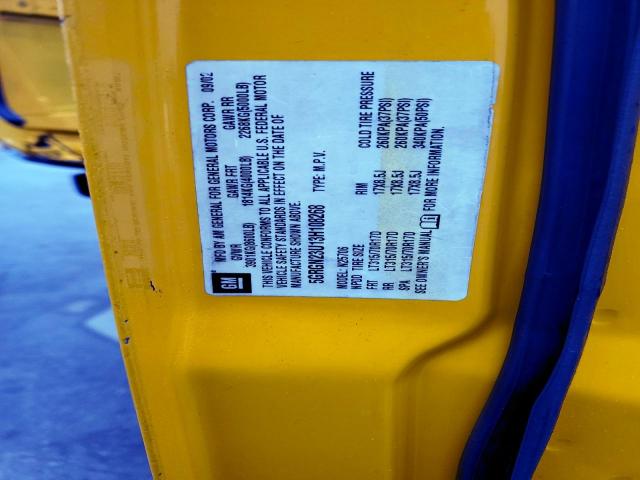 GM
MFD BY AM GENERAL FOR GENERAL MOTORS CORP. 09/02
GVWR GAWR FRT GAWR RR
3901KG(8600LB) 1814KG(4000LB) 2268KG(5000LB)
THIS VEHICLE CONFORMS TO ALL APPLICABLE U.S. FEDERAL MOTOR
VEHICLE SAFETY STANDARDS IN EFFECT ON THE DATE OF
MANUFACTURE SHOWN ABOVE.
5GRGN23U13H108268 TYPE: M.P.V.
MODEL: N25706
WPDD TIRE SIZE RIM COLD TIRE PRESSURE
FRT LT315/70R17D 17X8.5J 260KPA(37PSI)
RR LT315/70R17D 17X8.5J 260KPA(37PSI)
SPA LT315/70R17D 17X8.5J 340KPA(50PSI)
SEE OWNER'S MANUAL FOR MORE INFORMATION.